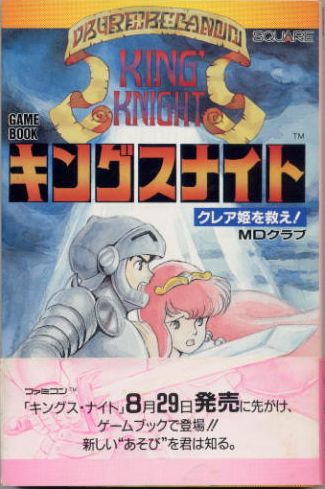 SQUARE
KING'
KNIGHT
GAME
BOOK
キングスナイト
TM
クレア姫を救え!
MDクラブ
ファミコン™
「キングス・ナイト」8月29日発売に先がけ、
ゲームブックで登場!!
新しい“あそび”を君は知る。